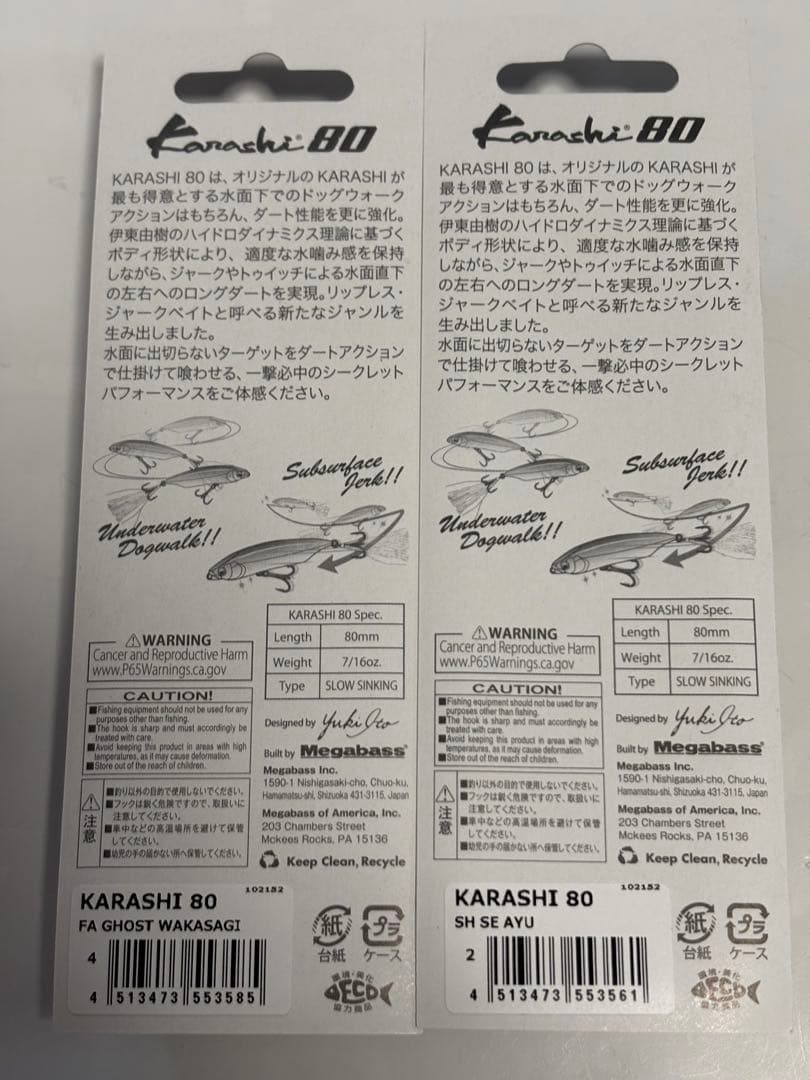 Karashi® 80
KARASHI 80 は、オリジナルの KARASHI が
最も得意とする水面下でのドッグウォーク
アクションはもちろん、ダート性能を更に強化。
伊東由樹のハイドロダイナミクス理論に基づく
ボディ形状により、適度な水噛み感を保持
しながら、ジャークやトゥイッチによる水面直下
の左右へのロングダートを実現。リップレス・
ジャークベイトと呼べる新たなジャンルを
生み出しました。
水面に出切らないターゲットをダートアクション
で仕掛けて喰わせる、一撃必中のシークレット
パフォーマンスをご体感ください。
Subsurface
Jerk!!
Underwater
Dogwalk!!
⚠WARNING
Cancer and Reproductive Harm
www.P65Warnings.ca.gov
CAUTION!
■Fishing equipment should not be used for any
purposes other than fishing.
■The hook is sharp and must accordingly be
treated with care.
■Avoid keeping this product in areas with high
temperatures, as it may cause deformation.
■Store out of the reach of children.
⚠注意
■釣り以外の目的で使用しないでください。
■フックは鋭く危険ですので、取扱いに
注意してください。
■車中などの高温場所を避けて保管
してください。
■幼児の手の届かない所へ保管してください。
KARASHI 80 Spec.
Length 80mm
Weight 7/16oz.
Type SLOW SINKING
Designed by Yuki Ito
Built by Megabass®
Megabass Inc.
1590-1 Nishigasaki-cho, Chuo-ku,
Hamamatsu-shi, Shizuoka 431-3115, Japan
Megabass of America, Inc.
203 Chambers Street
Mckees Rocks, PA 15136
Keep Clean, Recycle
102152
KARASHI 80
FA GHOST WAKASAGI
4
4 513473 553585
紙
台紙
プラ
ケース
環境・美化
FECO
協力商品
Karashi® 80
KARASHI 80 は、オリジナルの KARASHI が
最も得意とする水面下でのドッグウォーク
アクションはもちろん、ダート性能を更に強化。
伊東由樹のハイドロダイナミクス理論に基づく
ボディ形状により、適度な水噛み感を保持
しながら、ジャークやトゥイッチによる水面直下
の左右へのロングダートを実現。リップレス・
ジャークベイトと呼べる新たなジャンルを
生み出しました。
水面に出切らないターゲットをダートアクション
で仕掛けて喰わせる、一撃必中のシークレット
パフォーマンスをご体感ください。
Subsurface
Jerk!!
Underwater
Dogwalk!!
⚠WARNING
Cancer and Reproductive Harm
www.P65Warnings.ca.gov
CAUTION!
■Fishing equipment should not be used for any
purposes other than fishing.
■The hook is sharp and must accordingly be
treated with care.
■Avoid keeping this product in areas with high
temperatures, as it may cause deformation.
■Store out of the reach of children.
⚠注意
■釣り以外の目的で使用しないでください。
■フックは鋭く危険ですので、取扱いに
注意してください。
■車中などの高温場所を避けて保管
してください。
■幼児の手の届かない所へ保管してください。
KARASHI 80 Spec.
Length 80mm
Weight 7/16oz.
Type SLOW SINKING
Designed by Yuki Ito
Built by Megabass®
Megabass Inc.
1590-1 Nishigasaki-cho, Chuo-ku,
Hamamatsu-shi, Shizuoka 431-3115, Japan
Megabass of America, Inc.
203 Chambers Street
Mckees Rocks, PA 15136
Keep Clean, Recycle
102152
KARASHI 80
SH SE AYU
2
4 513473 553561
紙
台紙
プラ
ケース
環境・美化
FECO
協力商品